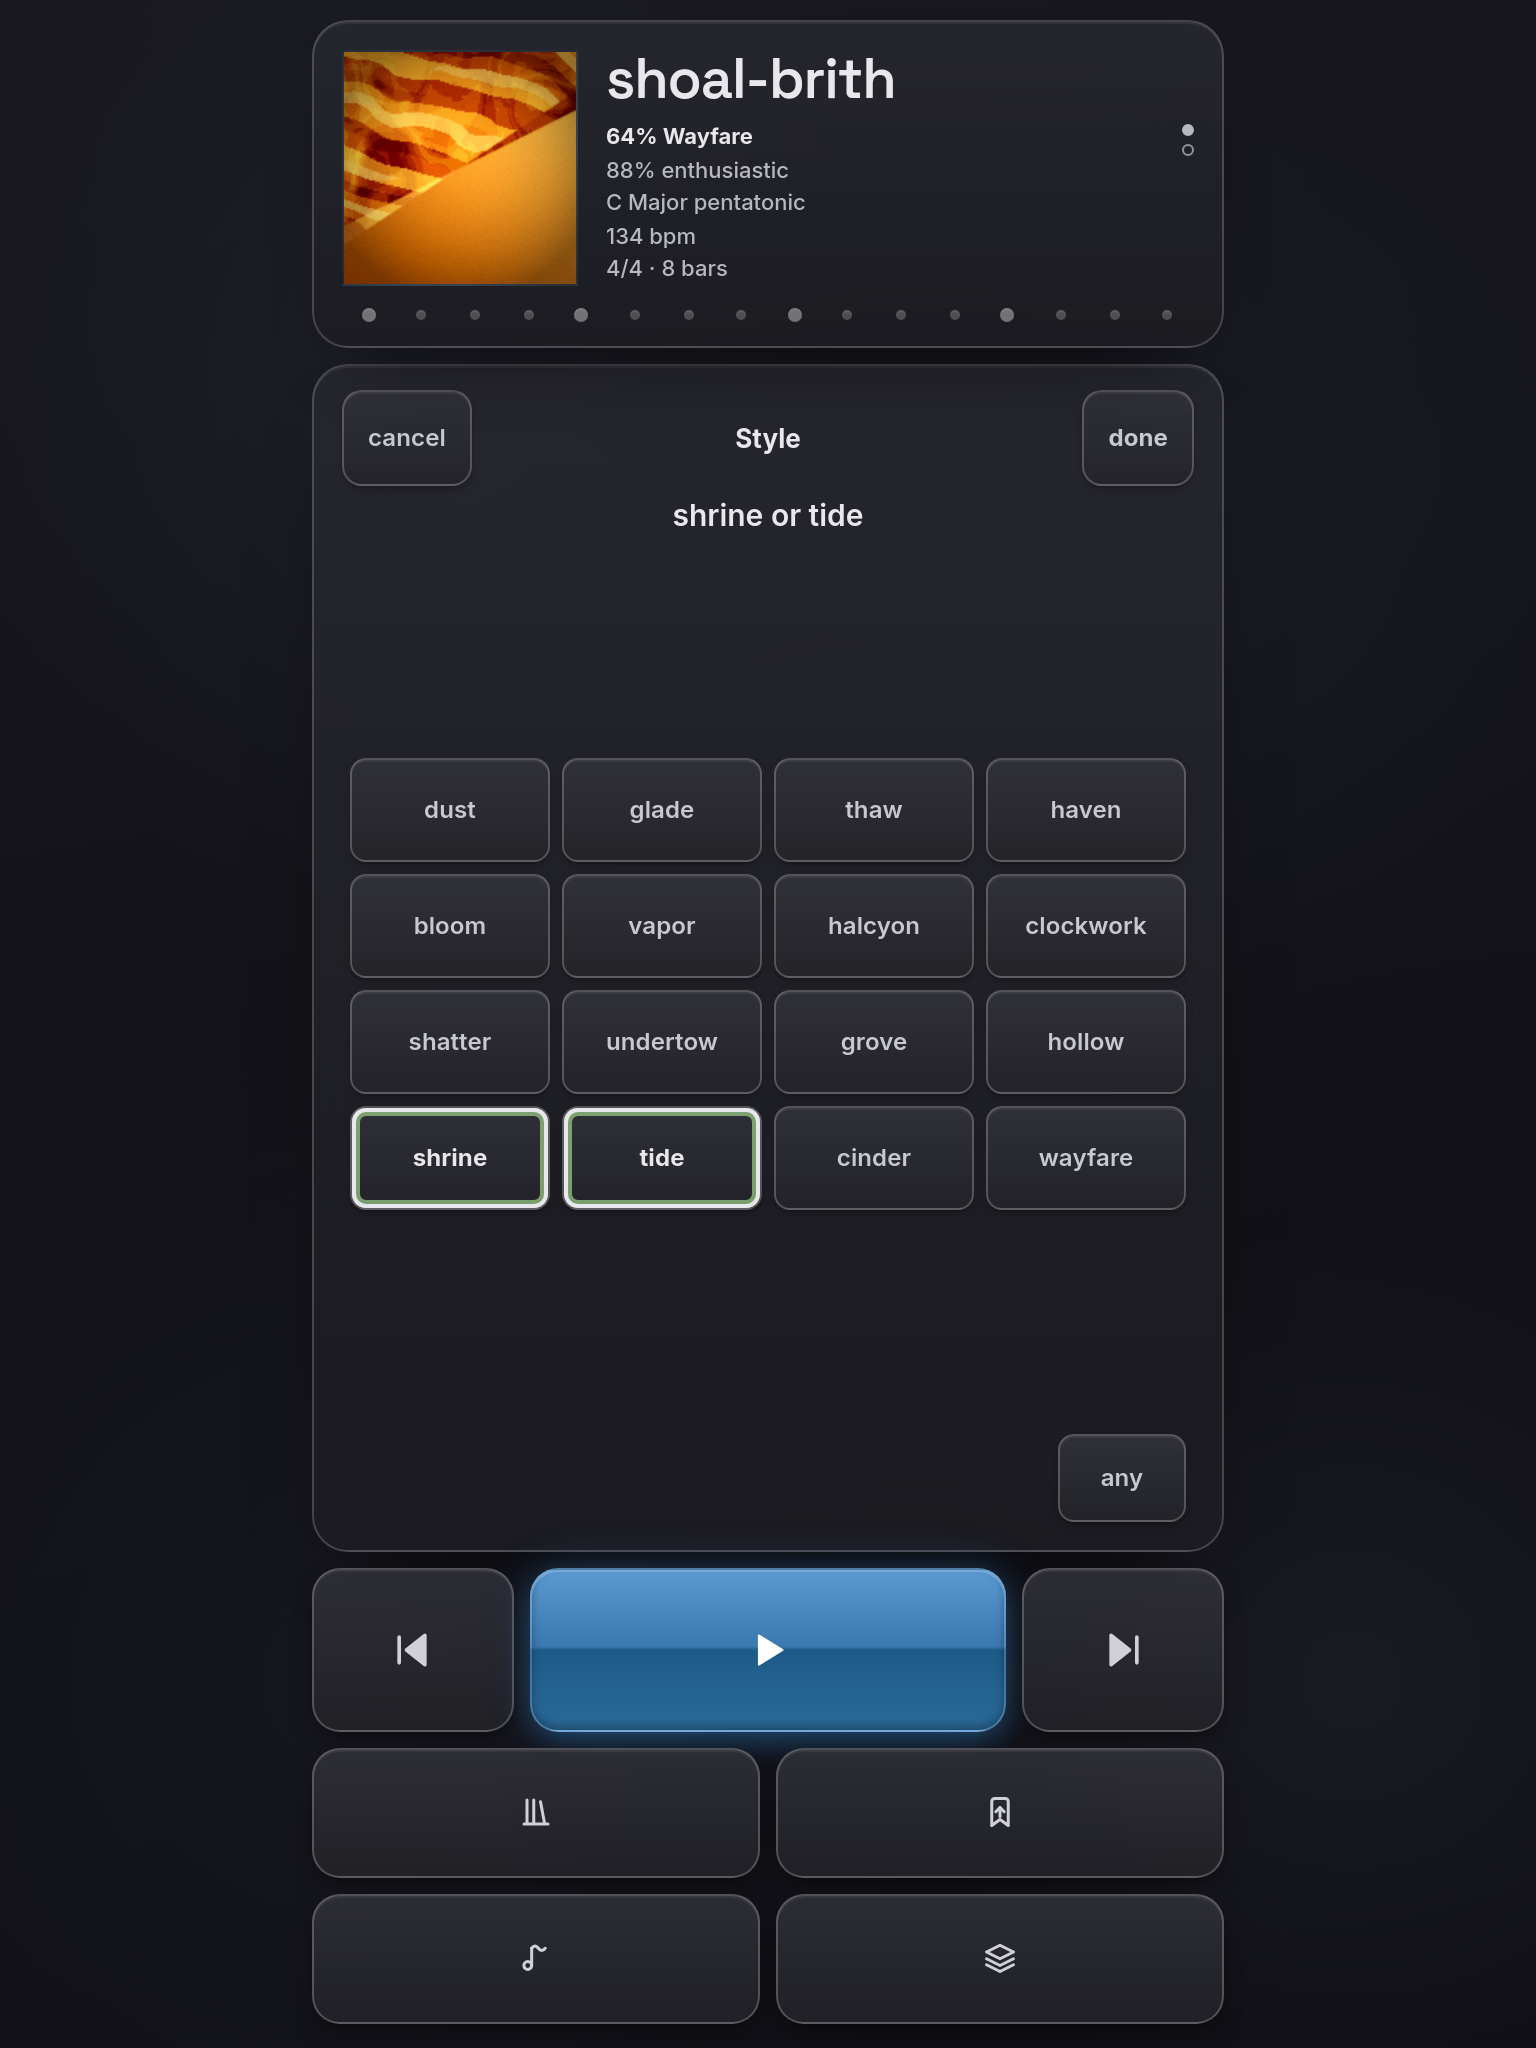 shoal-brith
64% Wayfare
88% enthusiastic
C Major pentatonic
134 bpm
4/4 · 8 bars
cancel
Style
done
shrine or tide
dust
glade
thaw
haven
bloom
vapor
halcyon
clockwork
shatter
undertow
grove
hollow
shrine
tide
cinder
wayfare
any